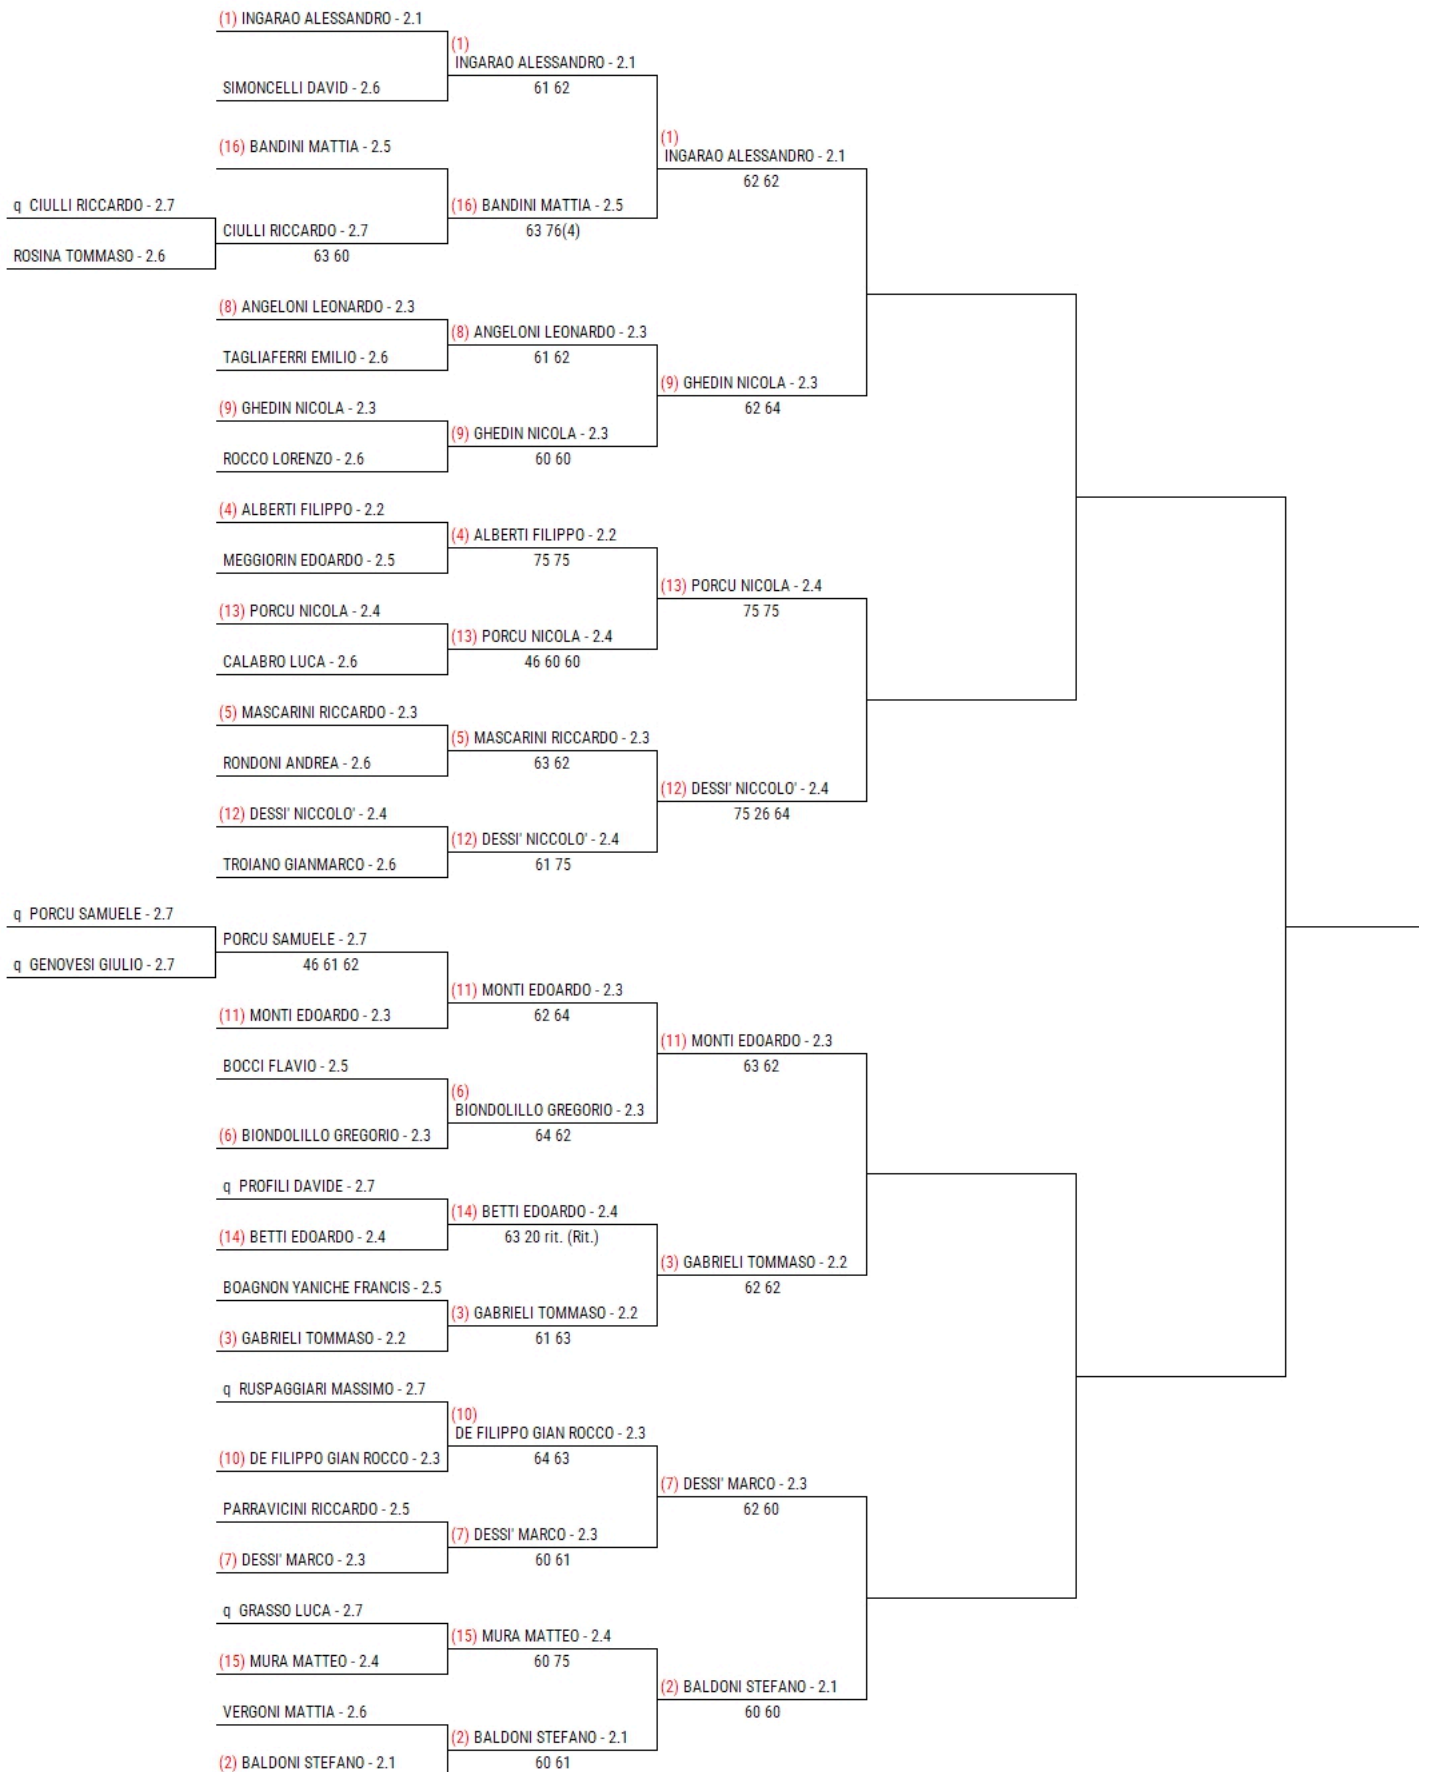 (1) INGARAO ALESSANDRO - 2.1
(1)
INGARAO ALESSANDRO - 2.1
SIMONCELLI DAVID - 2.6
61 62
(1)
(16) BANDINI MATTIA - 2.5
INGARAO ALESSANDRO - 2.1
62 62
q CIULLI RICCARDO - 2.7
(16) BANDINI MATTIA - 2.5
CIULLI RICCARDO - 2.7
63 76(4)
ROSINA TOMMASO - 2.6
63 60
(8) ANGELONI LEONARDO - 2.3
(8) ANGELONI LEONARDO - 2.3
TAGLIAFERRI EMILIO - 2.6
61 62
(9) GHEDIN NICOLA - 2.3
(9) GHEDIN NICOLA - 2.3
62 64
(9) GHEDIN NICOLA - 2.3
ROCCO LORENZO - 2.6
60 60
(4) ALBERTI FILIPPO - 2.2
(4) ALBERTI FILIPPO - 2.2
MEGGIORIN EDOARDO - 2.5
75 75
(13) PORCU NICOLA - 2.4
(13) PORCU NICOLA - 2.4
75 75
(13) PORCU NICOLA - 2.4
CALABRO LUCA - 2.6
46 60 60
(5) MASCARINI RICCARDO - 2.3
(5) MASCARINI RICCARDO - 2.3
RONDONI ANDREA - 2.6
63 62
(12) DESSI' NICCOLO' - 2.4
(12) DESSI' NICCOLO' - 2.4
75 26 64
(12) DESSI' NICCOLO' - 2.4
TROIANO GIANMARCO - 2.6
61 75
q PORCU SAMUELE - 2.7
PORCU SAMUELE - 2.7
q GENOVESI GIULIO - 2.7
46 61 62
(11) MONTI EDOARDO - 2.3
(11) MONTI EDOARDO - 2.3
62 64
(11) MONTI EDOARDO - 2.3
BOCCI FLAVIO - 2.5
63 62
(6)
BIONDOLILLO GREGORIO - 2.3
(6) BIONDOLILLO GREGORIO - 2.3
64 62
q PROFILI DAVIDE - 2.7
(14) BETTI EDOARDO - 2.4
(14) BETTI EDOARDO - 2.4
63 20 rit. (Rit.)
(3) GABRIELI TOMMASO - 2.2
BOAGNON YANICHE FRANCIS - 2.5
62 62
(3) GABRIELI TOMMASO - 2.2
(3) GABRIELI TOMMASO - 2.2
61 63
q RUSPAGGIARI MASSIMO - 2.7
(10)
DE FILIPPO GIAN ROCCO - 2.3
(10) DE FILIPPO GIAN ROCCO - 2.3
64 63
(7) DESSI' MARCO - 2.3
PARRAVICINI RICCARDO - 2.5
62 60
(7) DESSI' MARCO - 2.3
(7) DESSI' MARCO - 2.3
60 61
q GRASSO LUCA - 2.7
(15) MURA MATTEO - 2.4
(15) MURA MATTEO - 2.4
60 75
(2) BALDONI STEFANO - 2.1
VERGONI MATTIA - 2.6
60 60
(2) BALDONI STEFANO - 2.1
(2) BALDONI STEFANO - 2.1
60 61